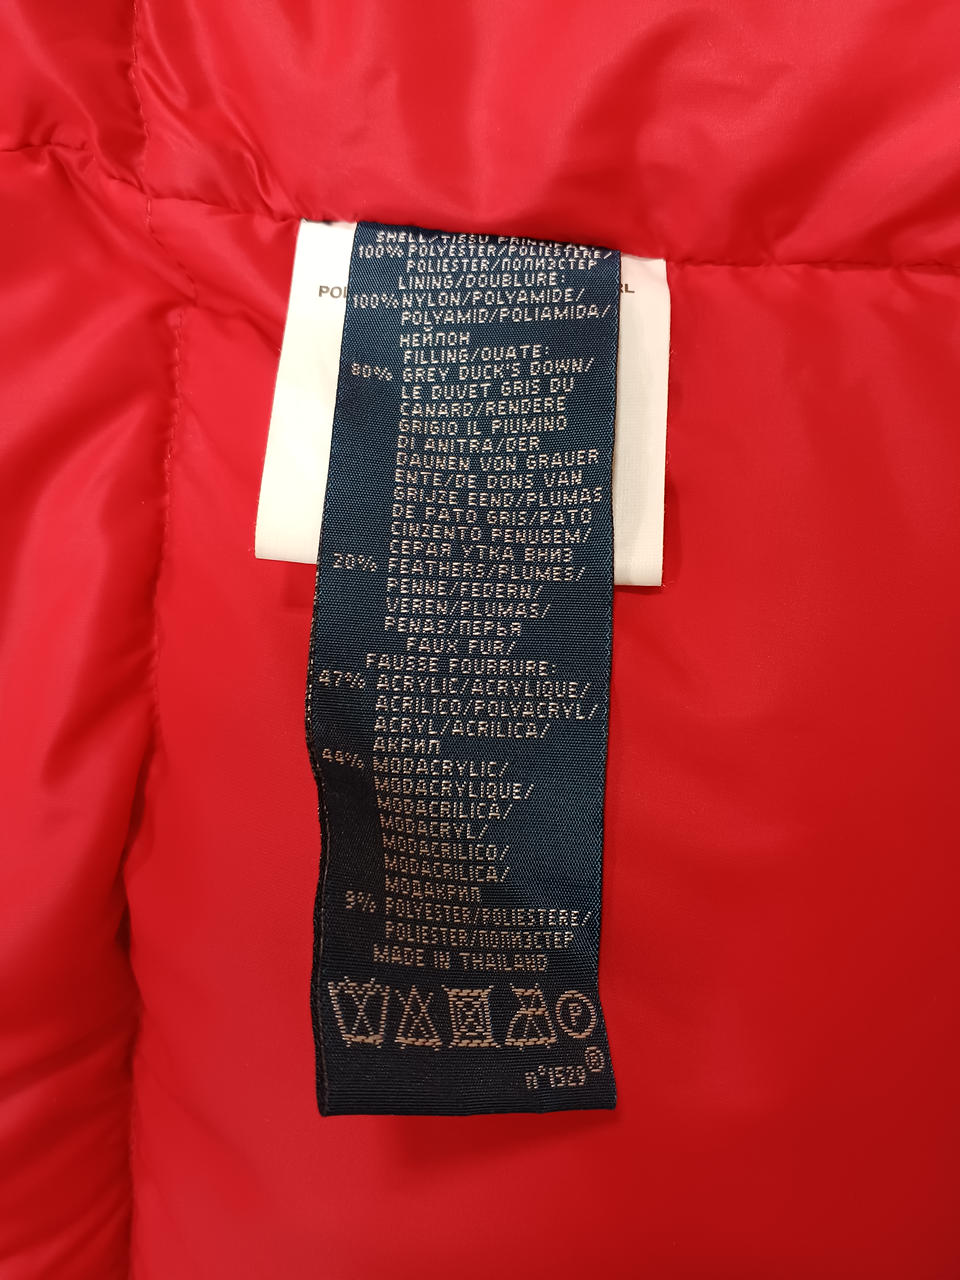 SHELL/TISSU PRINCIPAL:
100% POLYESTER/POLIESTERE/
POLIESTER/ПОЛИЭСТЕР
LINING/DOUBLURE:
100% NYLON/POLYAMIDE/
POLYAMID/POLIAMIDA/
НЕЙЛОН
FILLING/OUATE:
80% GREY DUCK'S DOWN/
LE DUVET GRIS DU
CANARD/RENDERE
GRIGIO IL PIUMINO
DI ANITRA/DER
DAUNEN VON GRAUER
ENTE/DE DONS VAN
GRIJZE EEND/PLUMAS
DE PATO GRIS/PATO
CINZENTO PENUGEM/
СЕРАЯ УТКА ВНИЗ
20% FEATHERS/PLUMES/
PENNE/FEDERN/
VEREN/PLUMAS/
PENAS/ПЕРЬЯ
FAUX FUR/
FAUSSE FOURRURE:
47% ACRYLIC/ACRYLIQUE/
ACRILICO/POLYACRYL/
ACRYL/ACRILICA/
АКРИЛ
44% MODACRYLIC/
MODACRYLIQUE/
MODACRILICA/
MODACRYL/
MODACRILICO/
MODACRILICA/
МОДАКРИЛ
9% POLYESTER/POLIESTERE/
POLIESTER/ПОЛИЭСТЕР
MADE IN THAILAND
P
n°1529®